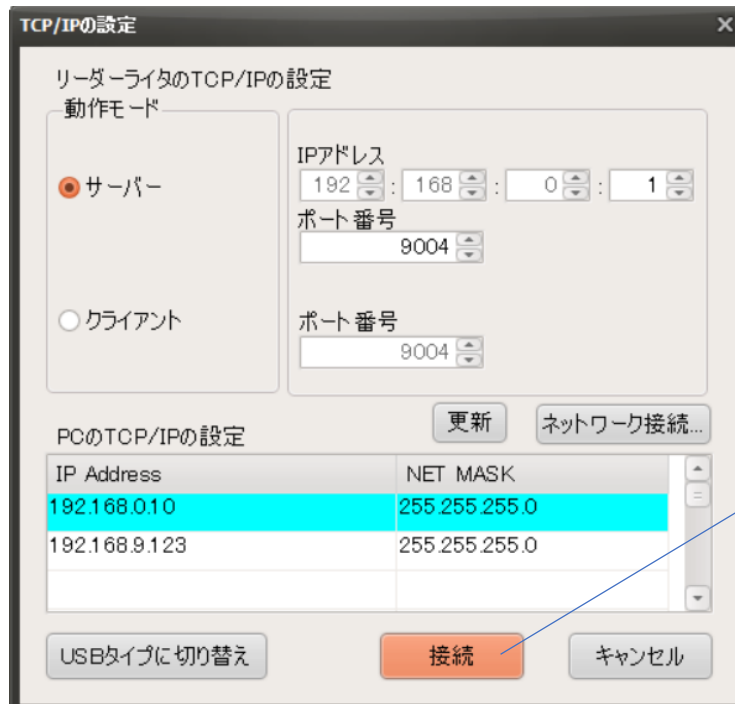 TCP/IPの設定
リーダーライタのTCP/IPの設定
動作モード
サーバー
クライアント
IPアドレス
192 : 168 : 0 : 1
ポート番号
9004
ポート番号
9004
更新
ネットワーク接続...
PCのTCP/IPの設定
IP Address NET MASK
192.168.0.10 255.255.255.0
192.168.9.123 255.255.255.0
USBタイプに切り替え
接続
キャンセル